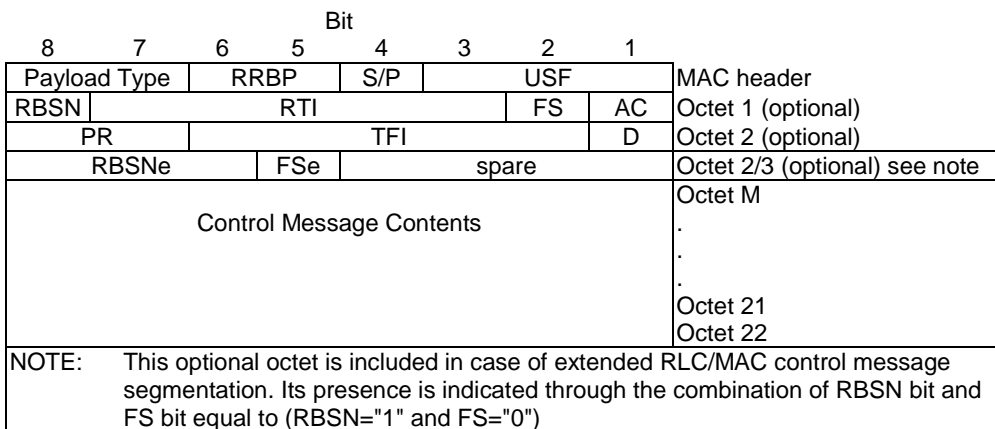 Bit
8 7 6 5 4 3 2 1
Payload Type RRBP S/P USF MAC header
RBSN RTI FS AC Octet 1 (optional)
PR TFI D Octet 2 (optional)
RBSNe FSe spare Octet 2/3 (optional) see note
Octet M
Control Message Contents .
.
.
Octet 21
Octet 22
NOTE: This optional octet is included in case of extended RLC/MAC control message
segmentation. Its presence is indicated through the combination of RBSN bit and
FS bit equal to (RBSN="1" and FS="0")